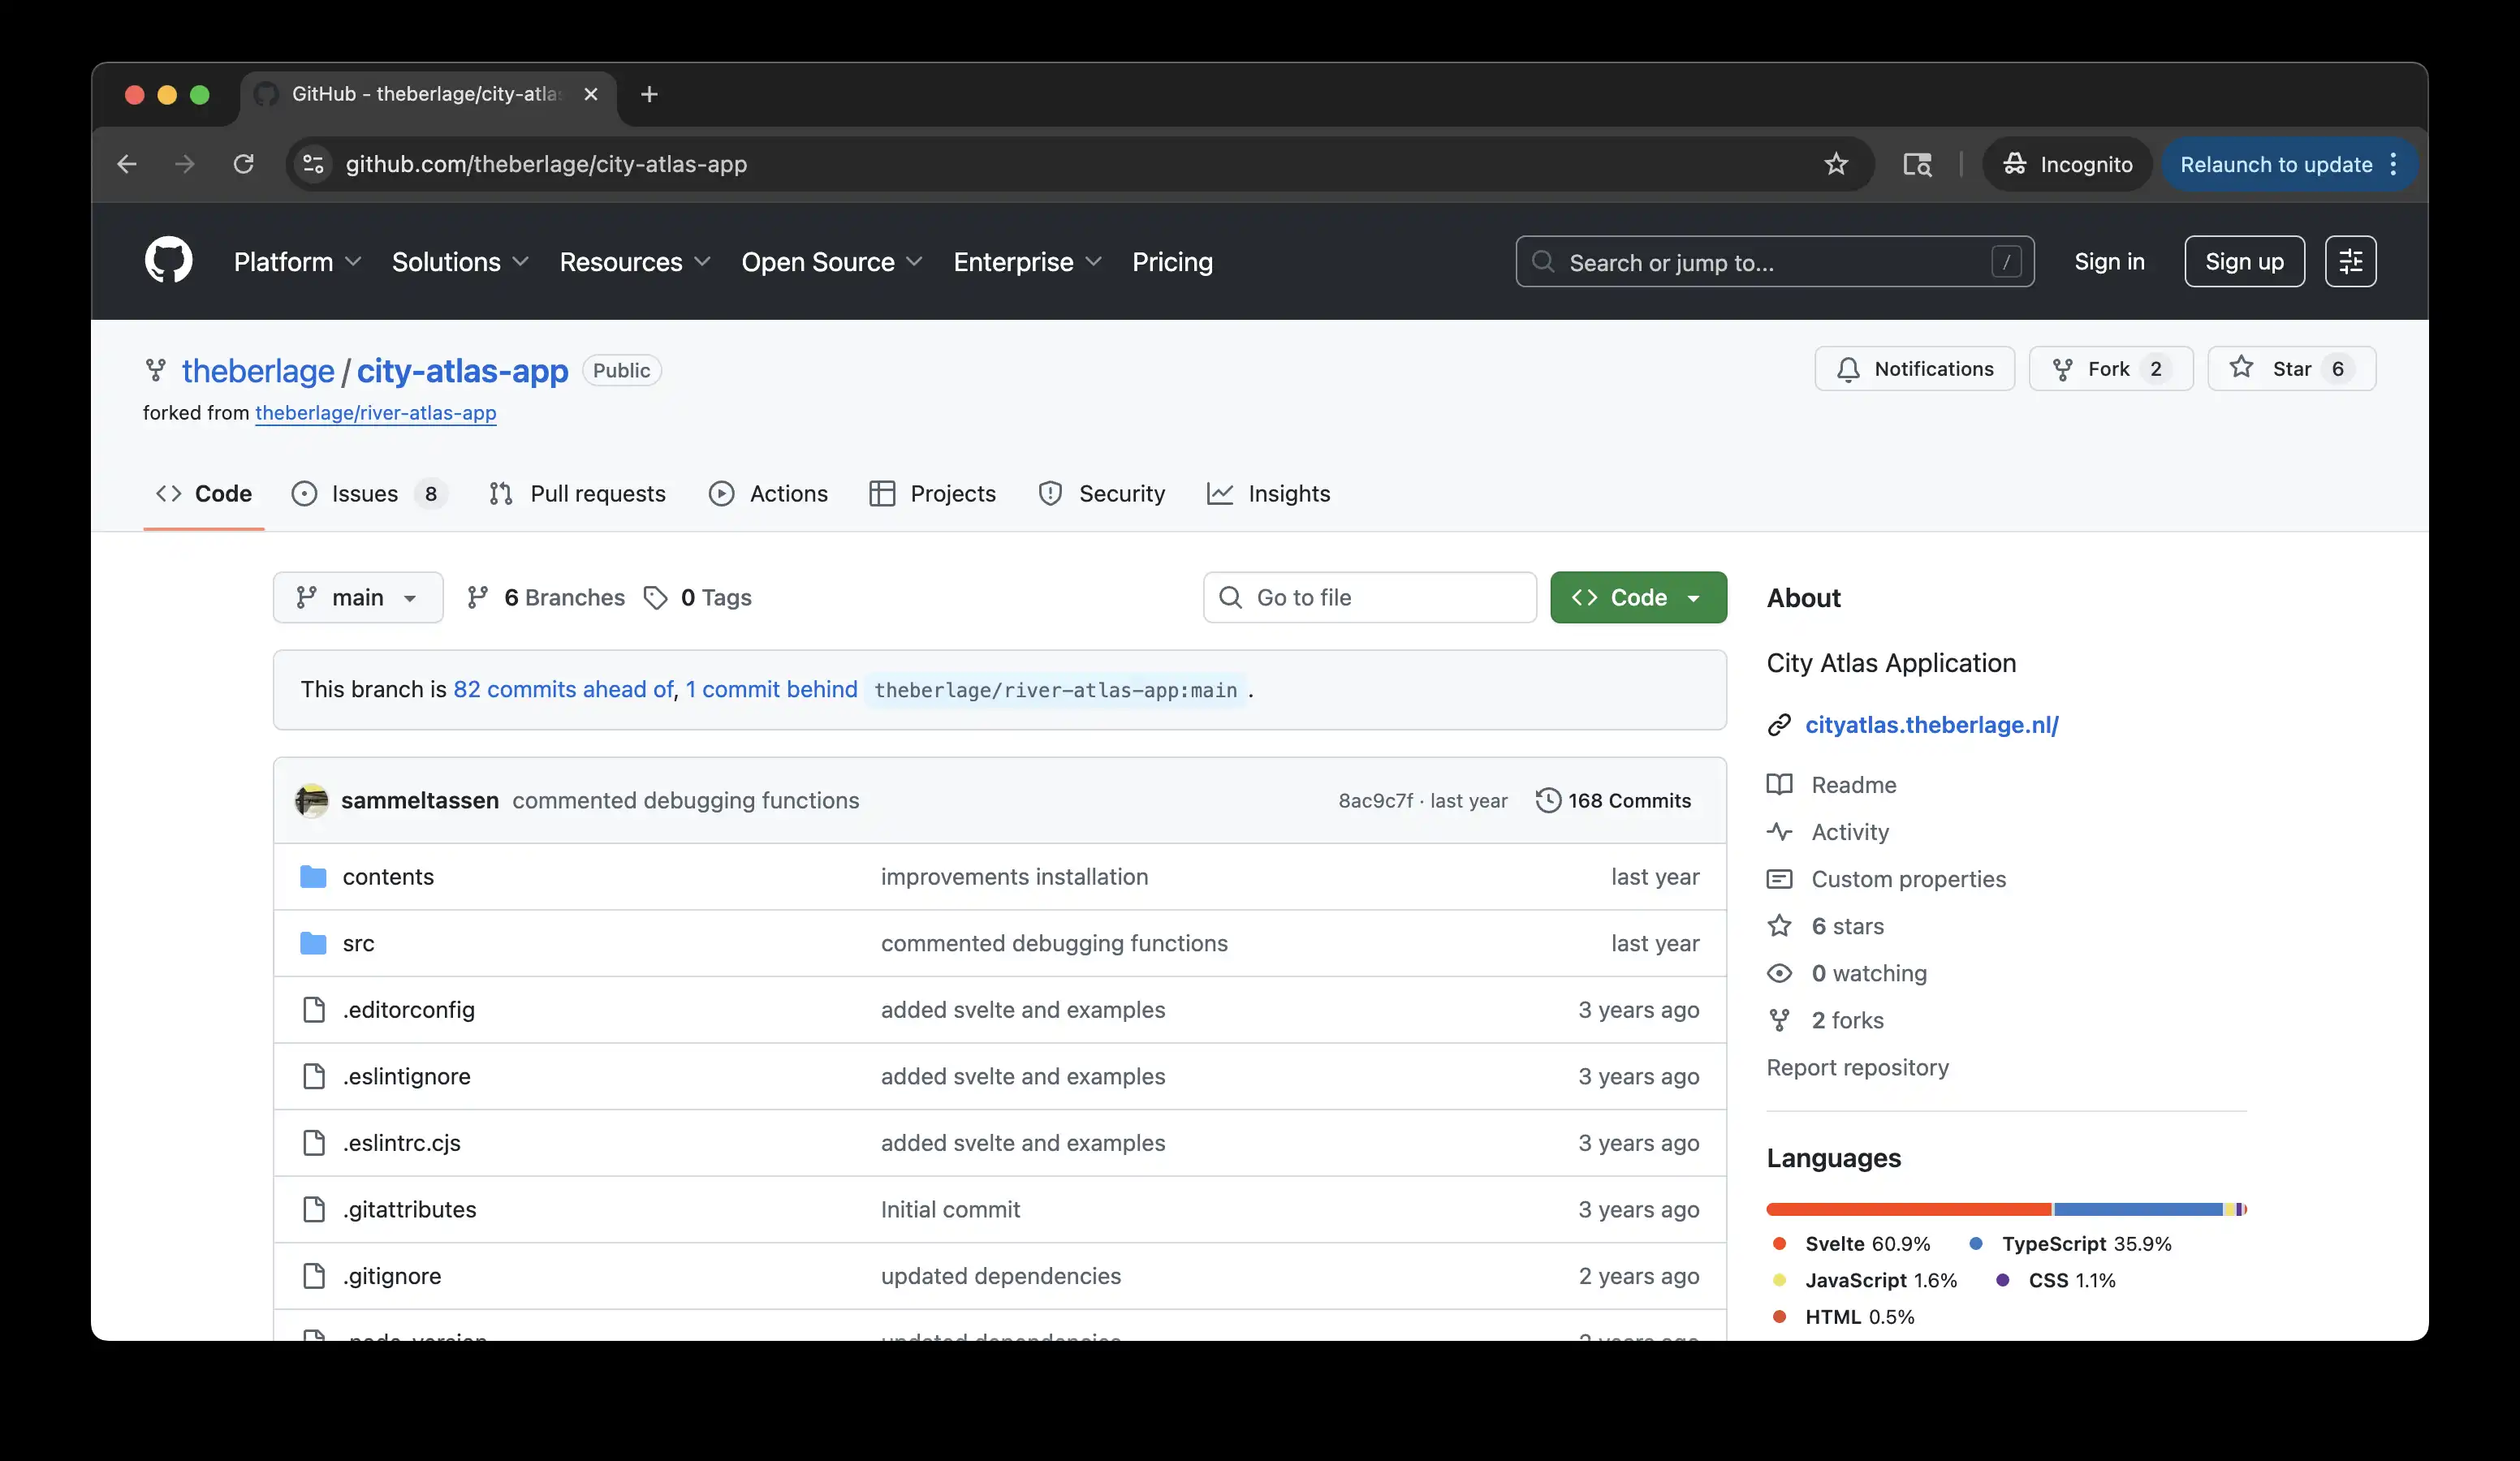 GitHub - theberlage/city-atlas
github.com/theberlage/city-atlas-app
Incognito
Relaunch to update
Platform Solutions Resources Open Source Enterprise Pricing
Search or jump to... /
Sign in
Sign up
theberlage / city-atlas-app Public
Notifications
Fork 2
Star 6
forked from theberlage/river-atlas-app
Code Issues 8 Pull requests Actions Projects Security Insights
main 6 Branches 0 Tags
Go to file
Code
This branch is 82 commits ahead of, 1 commit behind theberlage/river-atlas-app:main .
sammeltassen commented debugging functions 8ac9c7f · last year 168 Commits
contents improvements installation last year
src commented debugging functions last year
.editorconfig added svelte and examples 3 years ago
.eslintignore added svelte and examples 3 years ago
.eslintrc.cjs added svelte and examples 3 years ago
.gitattributes Initial commit 3 years ago
.gitignore updated dependencies 2 years ago
About
City Atlas Application
cityatlas.theberlage.nl/
Readme
Activity
Custom properties
6 stars
0 watching
2 forks
Report repository
Languages
Svelte 60.9% TypeScript 35.9%
JavaScript 1.6% CSS 1.1%
HTML 0.5%